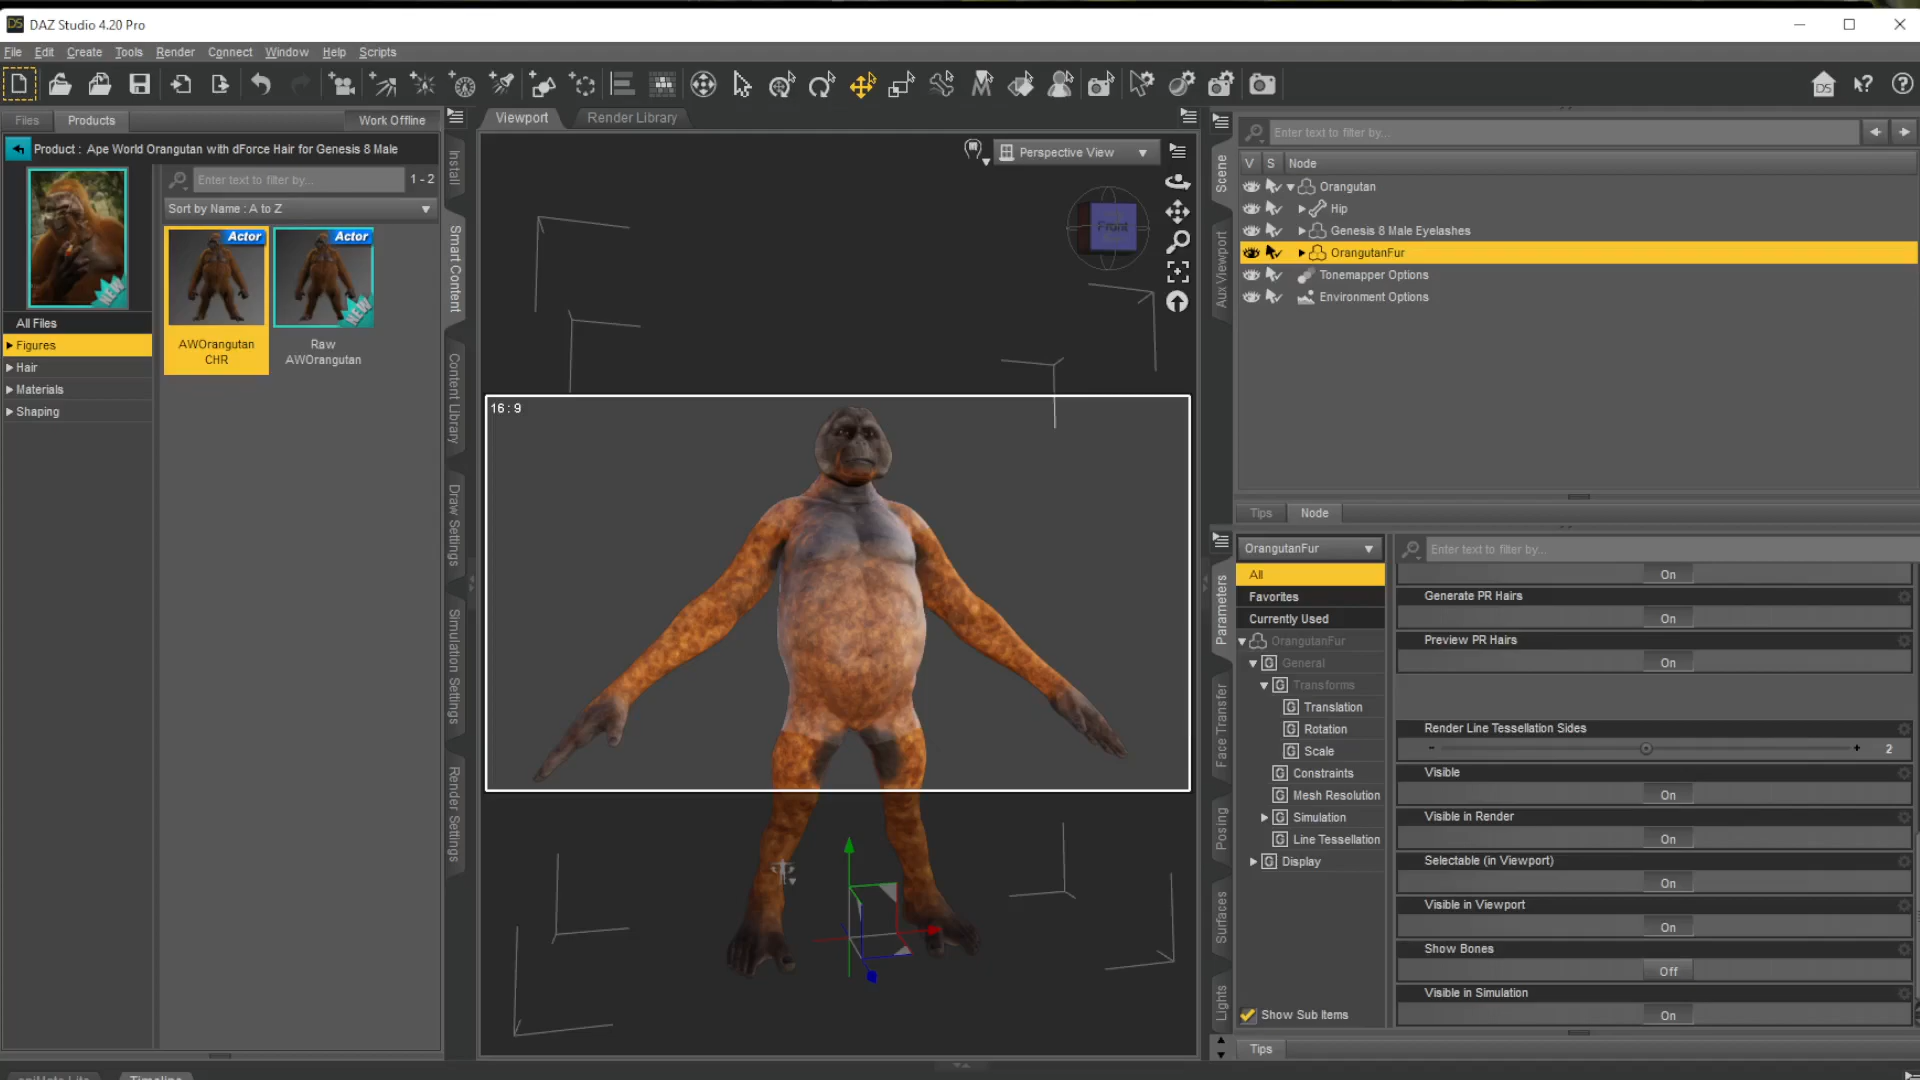 DAZ Studio 4.20 Pro
File Edit Create Tools Render Connect Window Help Scripts
Files Products Work Offline
Product : Ape World Orangutan with dForce Hair for Genesis 8 Male
Enter text to filter by... 1 - 2
Sort by Name : A to Z
NEW
Actor
Actor
NEW
AWOrangutan
CHR
Raw
AWOrangutan
All Files
Figures
Hair
Materials
Shaping
Install
Smart Content
Content Library
Draw Settings
Simulation Settings
Render Settings
Viewport Render Library
Perspective View
Front
16 : 9
Scene
Aux Viewport
Enter text to filter by...
V S Node
Orangutan
Hip
Genesis 8 Male Eyelashes
OrangutanFur
Tonemapper Options
Environment Options
Tips Node
Parameters
Face Transfer
Posing
Surfaces
Lights
OrangutanFur
All
Favorites
Currently Used
OrangutanFur
G General
G Transforms
G Translation
G Rotation
G Scale
G Constraints
G Mesh Resolution
G Simulation
G Line Tessellation
G Display
Show Sub Items
Enter text to filter by...
On
Generate PR Hairs
On
Preview PR Hairs
On
Render Line Tessellation Sides
2
Visible
On
Visible in Render
On
Selectable (in Viewport)
On
Visible in Viewport
On
Show Bones
Off
Visible in Simulation
On
Tips
Timeline